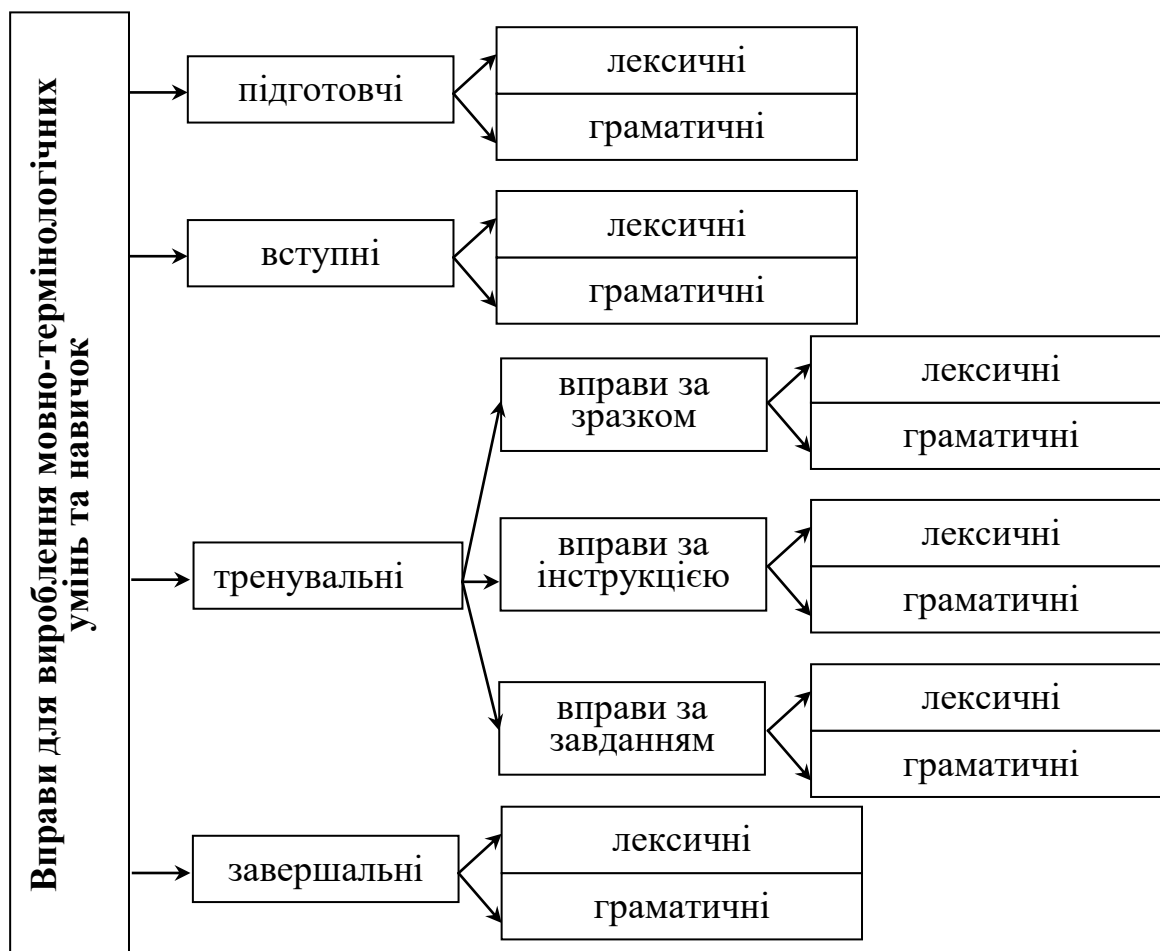 Вправи для вироблення мовно-термінологічних
умінь та навичок
підготовчі
лексичні
граматичні
вступні
лексичні
граматичні
тренувальні
вправи за
зразком
лексичні
граматичні
вправи за
інструкцією
лексичні
граматичні
вправи за
завданням
лексичні
граматичні
завершальні
лексичні
граматичні